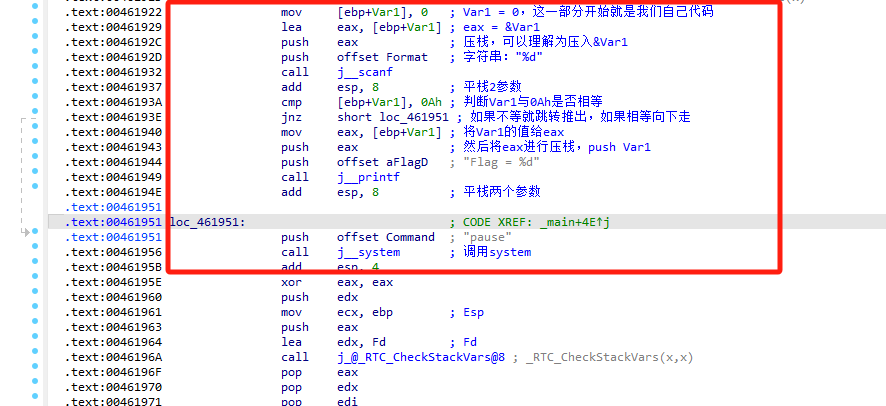 .text:00461922 mov [ebp+Var1], 0 ; Var1 = 0，这一部分开始就是我们自己代码
.text:00461929 lea eax, [ebp+Var1] ; eax = &Var1
.text:0046192C push eax ; 压栈，可以理解为压入&Var1
.text:0046192D push offset Format ; 字符串："%d"
.text:00461932 call j__scanf
.text:00461937 add esp, 8 ; 平栈2参数
.text:0046193A cmp [ebp+Var1], 0Ah ; 判断Var1与0Ah是否相等
.text:0046193E jnz short loc_461951 ; 如果不等就跳转推出，如果相等向下走
.text:00461940 mov eax, [ebp+Var1] ; 将Var1的值给eax
.text:00461943 push eax ; 然后将eax进行压栈，push Var1
.text:00461944 push offset aFlagD ; "Flag = %d"
.text:00461949 call j__printf
.text:0046194E add esp, 8 ; 平栈两个参数
.text:00461951
.text:00461951 loc_461951: ; CODE XREF: _main+4E↑j
.text:00461951 push offset Command ; "pause"
.text:00461956 call j__system ; 调用system
.text:0046195B add esp, 4
.text:0046195E xor eax, eax
.text:00461960 push edx
.text:00461961 mov ecx, ebp ; Esp
.text:00461963 push eax
.text:00461964 lea edx, Fd ; Fd
.text:0046196A call j_@_RTC_CheckStackVars@8 ; _RTC_CheckStackVars(x,x)
.text:0046196F pop eax
.text:00461970 pop edx
.text:00461971 pop edi